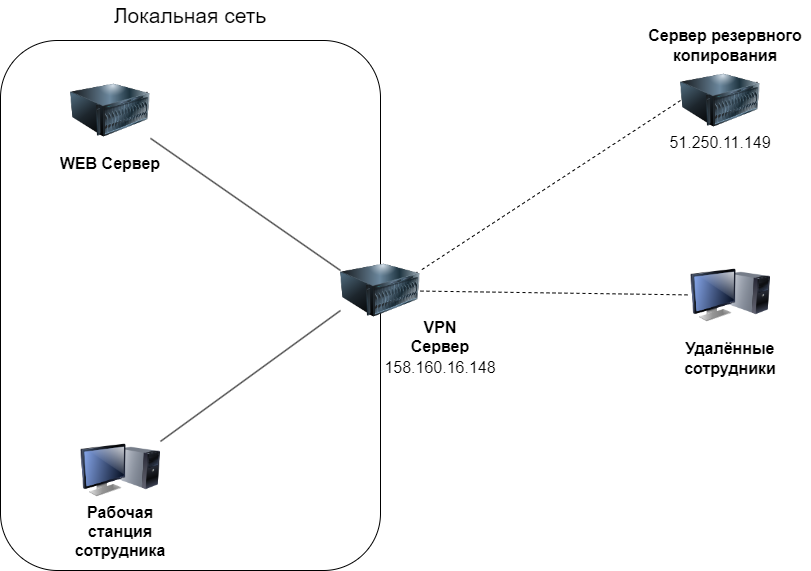 Локальная сеть
Сервер резервного
копирования
51.250.11.149
WEB Сервер
VPN
Сервер
158.160.16.148
Удалённые
сотрудники
Рабочая
станция
сотрудника